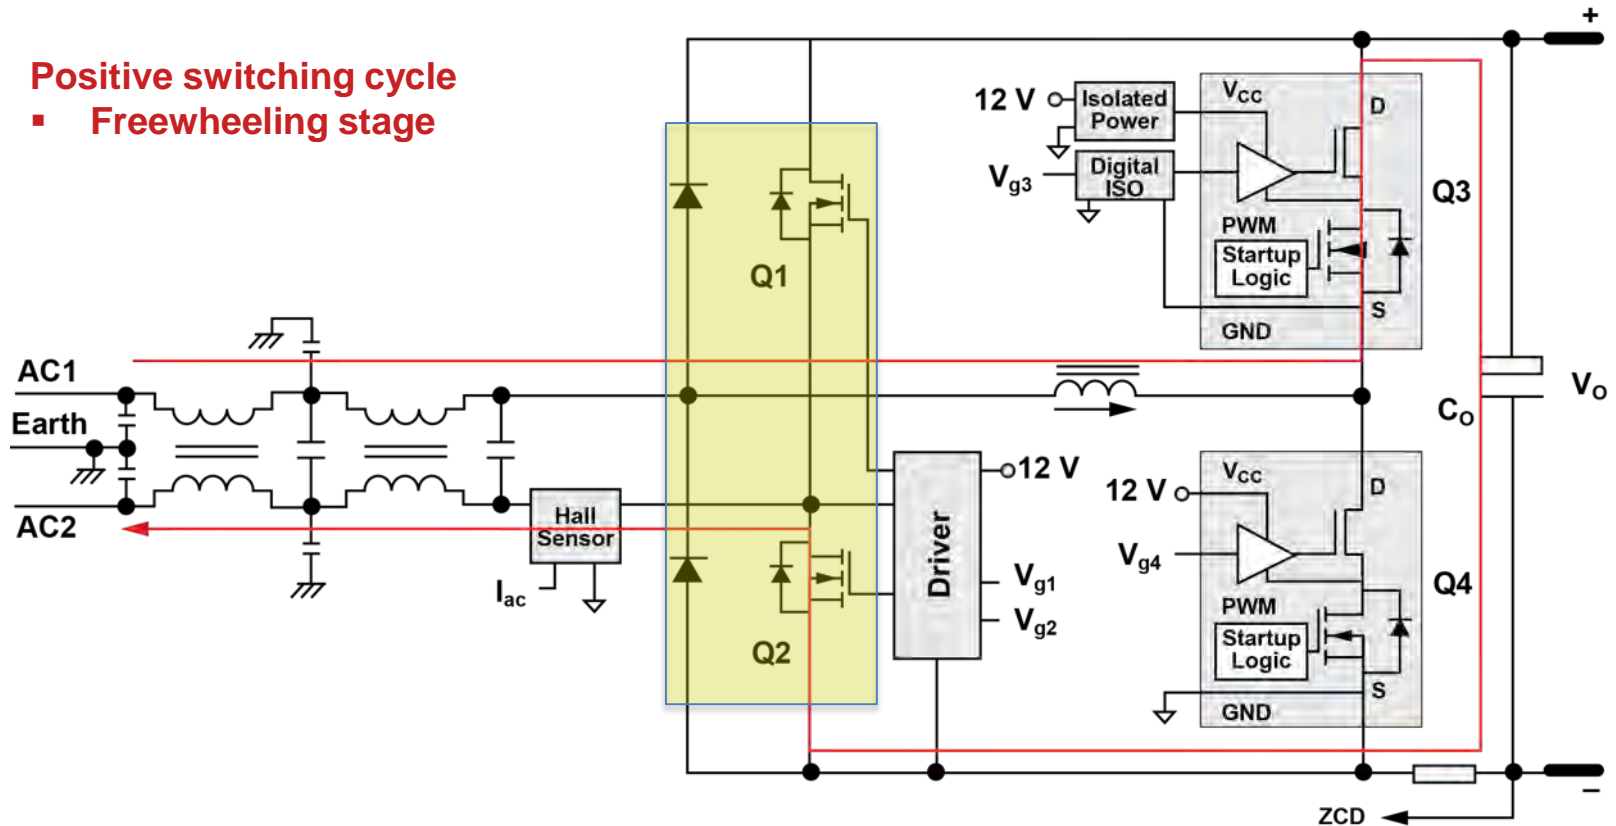 Positive switching cycle
▪ Freewheeling stage
+
12 V
Isolated
Power
VCC
D
Vg3
Digital
ISO
Q3
PWM
Startup
Logic
S
GND
Q1
AC1
Earth
AC2
CO
VO
Hall
Sensor
Iac
Driver
12 V
Vg1
Vg2
Q2
12 V
VCC
D
Vg4
Q4
PWM
Startup
Logic
S
GND
ZCD
–